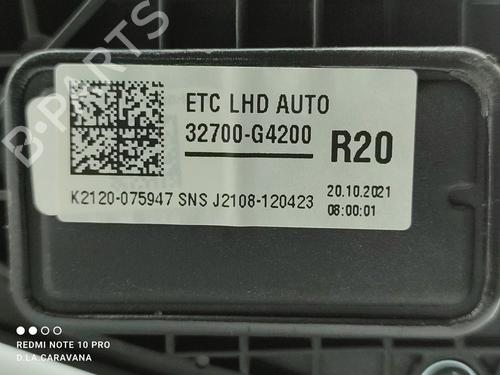 ETC LHD AUTO
32700-G4200
R20
K2120-075947 SNS J2108-120423
20.10.2021
08:00:01
B-PARTS
REDMI NOTE 10 PRO
D.L.A.CARAVANA